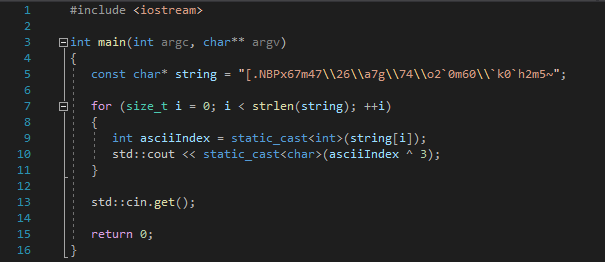 1 #include <iostream>
2
3 int main(int argc, char** argv)
4 {
5 const char* string = "[.NBPx67m47\\26\\a7g\\74\\o2`0m60\\`k0`h2m5~";
6
7 for (size_t i = 0; i < strlen(string); ++i)
8 {
9 int asciiIndex = static_cast<int>(string[i]);
10 std::cout << static_cast<char>(asciiIndex ^ 3);
11 }
12
13 std::cin.get();
14
15 return 0;
16 }